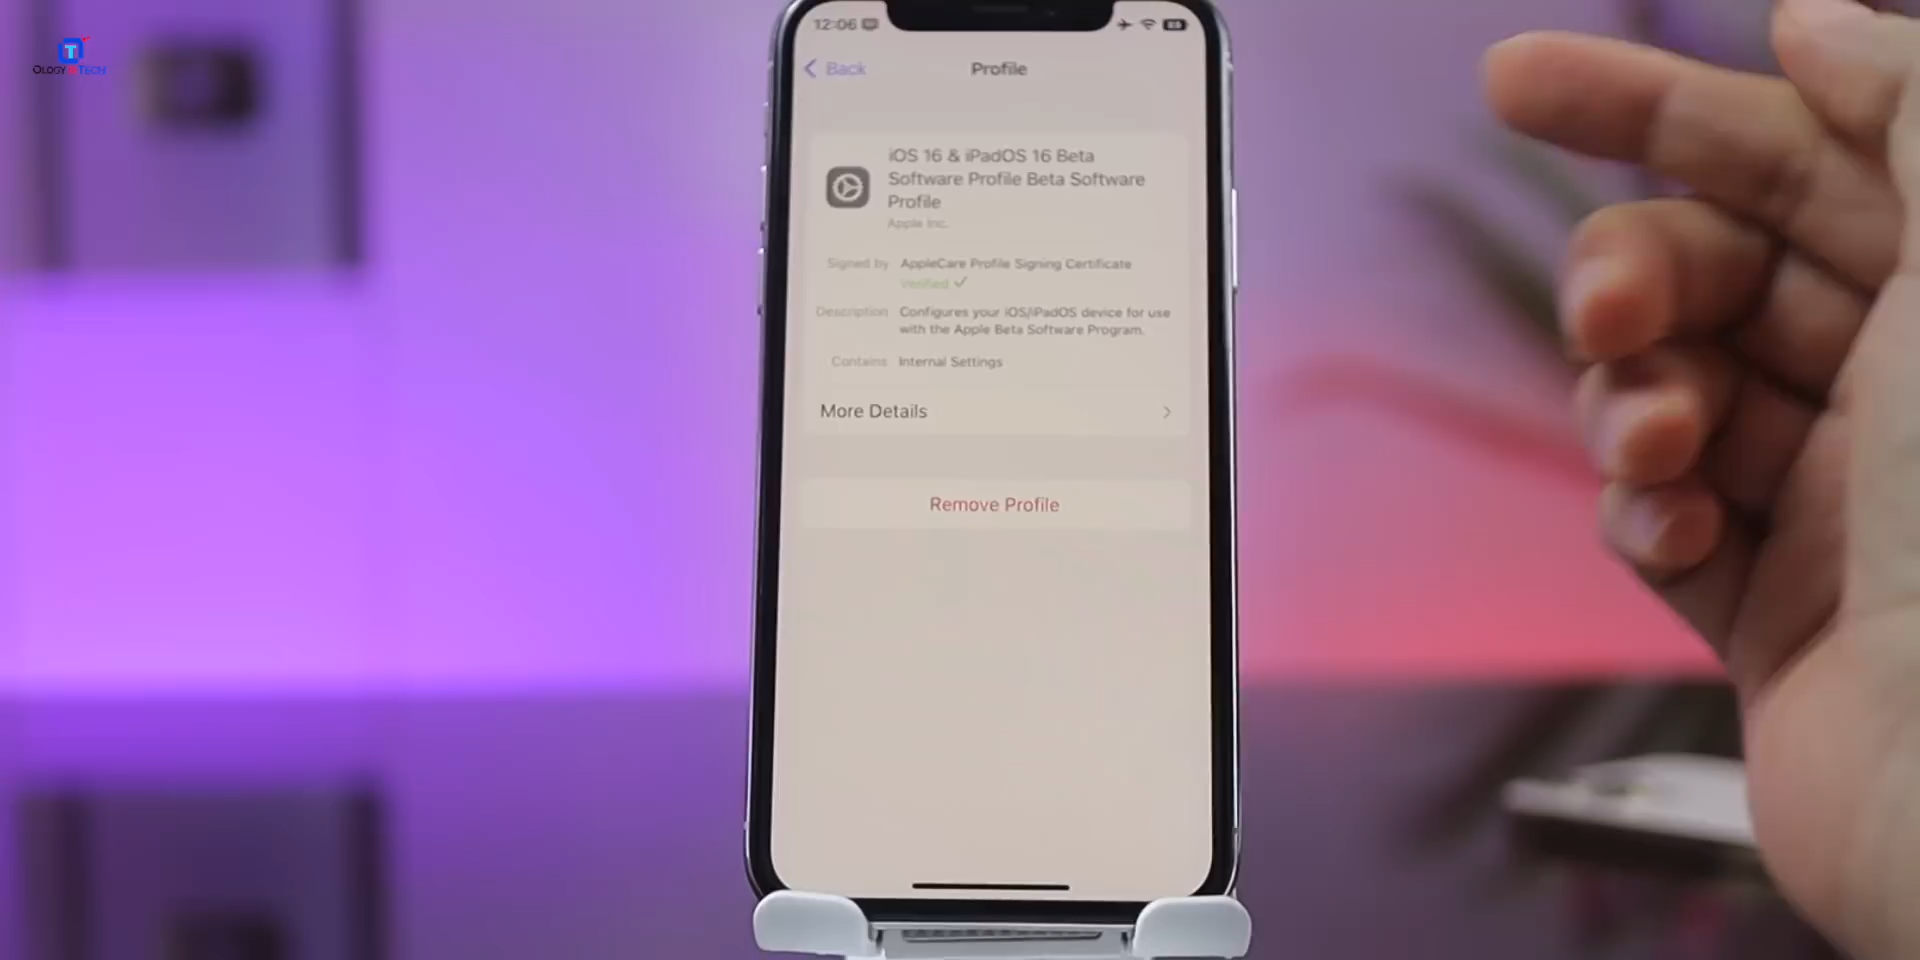 T
OLOGY TECH
12:06
Back
Profile
iOS 16 & iPadOS 16 Beta
Software Profile Beta Software
Profile
Apple Inc.
Signed by AppleCare Profile Signing Certificate
Verified ✓
Description Configures your iOS/iPadOS device for use
with the Apple Beta Software Program.
Contains Internal Settings
More Details
Remove Profile